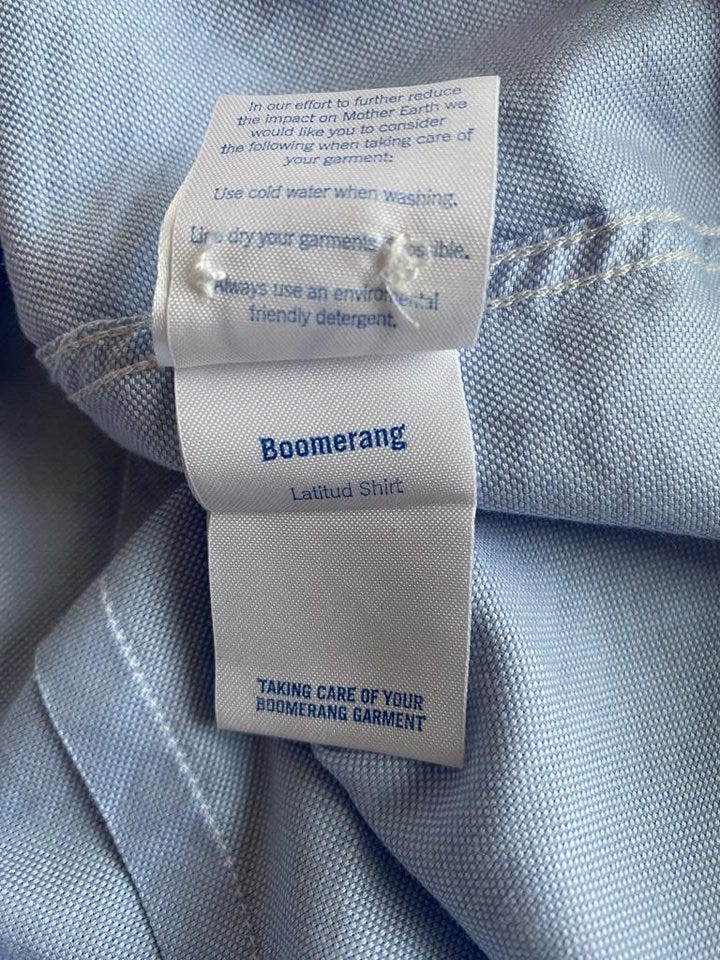 In our effort to further reduce
the impact on Mother Earth we
would like you to consider
the following when taking care of
your garment:
Use cold water when washing.
dry your garments
Always use an
friendly detergent.
Boomerang
Latitud Shirt
TAKING CARE OF YOUR
BOOMERANG GARMENT